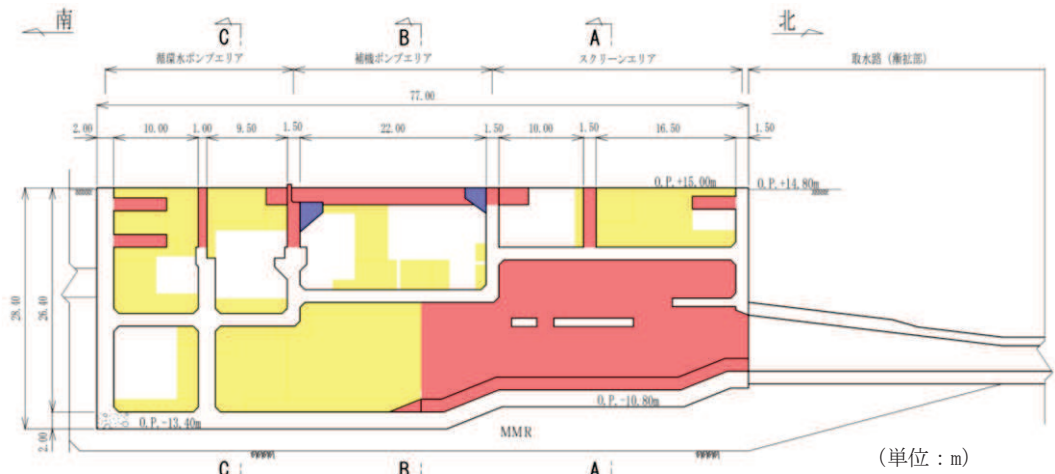 南
北
C
B
A
循環水ポンプエリア
補機ポンプエリア
スクリーンエリア
取水路（漸拡部）
77.00
2.00
10.00
1.00
9.50
1.50
22.00
1.50
10.00
1.50
16.50
1.50
O.P.+15.00m
O.P.+14.80m
28.40
26.40
2.00
O.P.-13.40m
O.P.-10.80m
MMR
C
B
A
（単位：m）